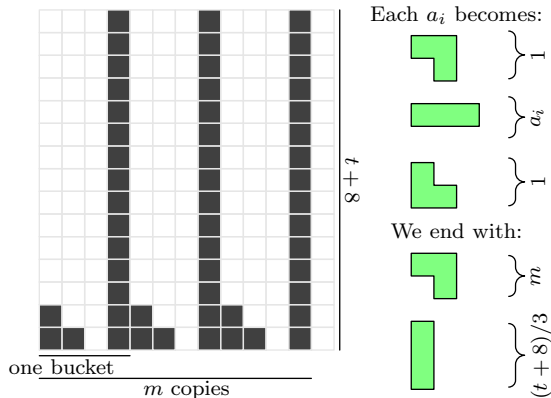 Each a_i becomes:
1
a_i
t + 8
1
We end with:
m
(t + 8)/3
one bucket
m copies